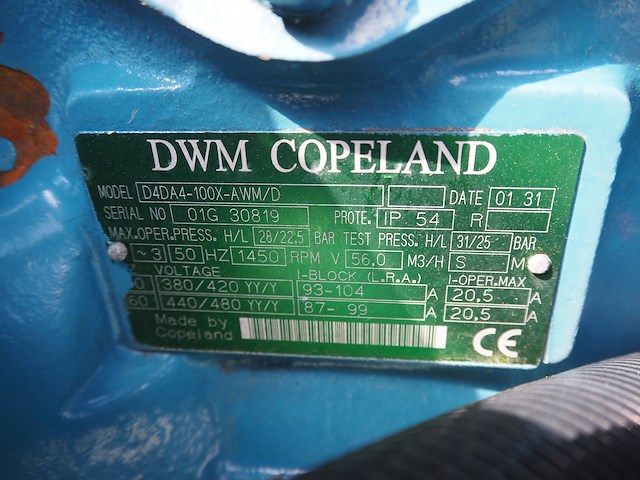 DWM COPELAND
MODEL D4DA4-100X-AWM/D DATE 01 31
SERIAL NO 01G 30819 PROTE. IP 54 R
MAX.OPER.PRESS. H/L 28/22.5 BAR TEST PRESS. H/L 31/25 BAR
~3 50 HZ 1450 RPM V 56.0 M3/H S M
HZ VOLTAGE I-BLOCK (L.R.A.) I-OPER.MAX
380/420 YY/Y 93-104 A 20.5 A
60 440/480 YY/Y 87- 99 A 20.5 A
Made by
Copeland CE